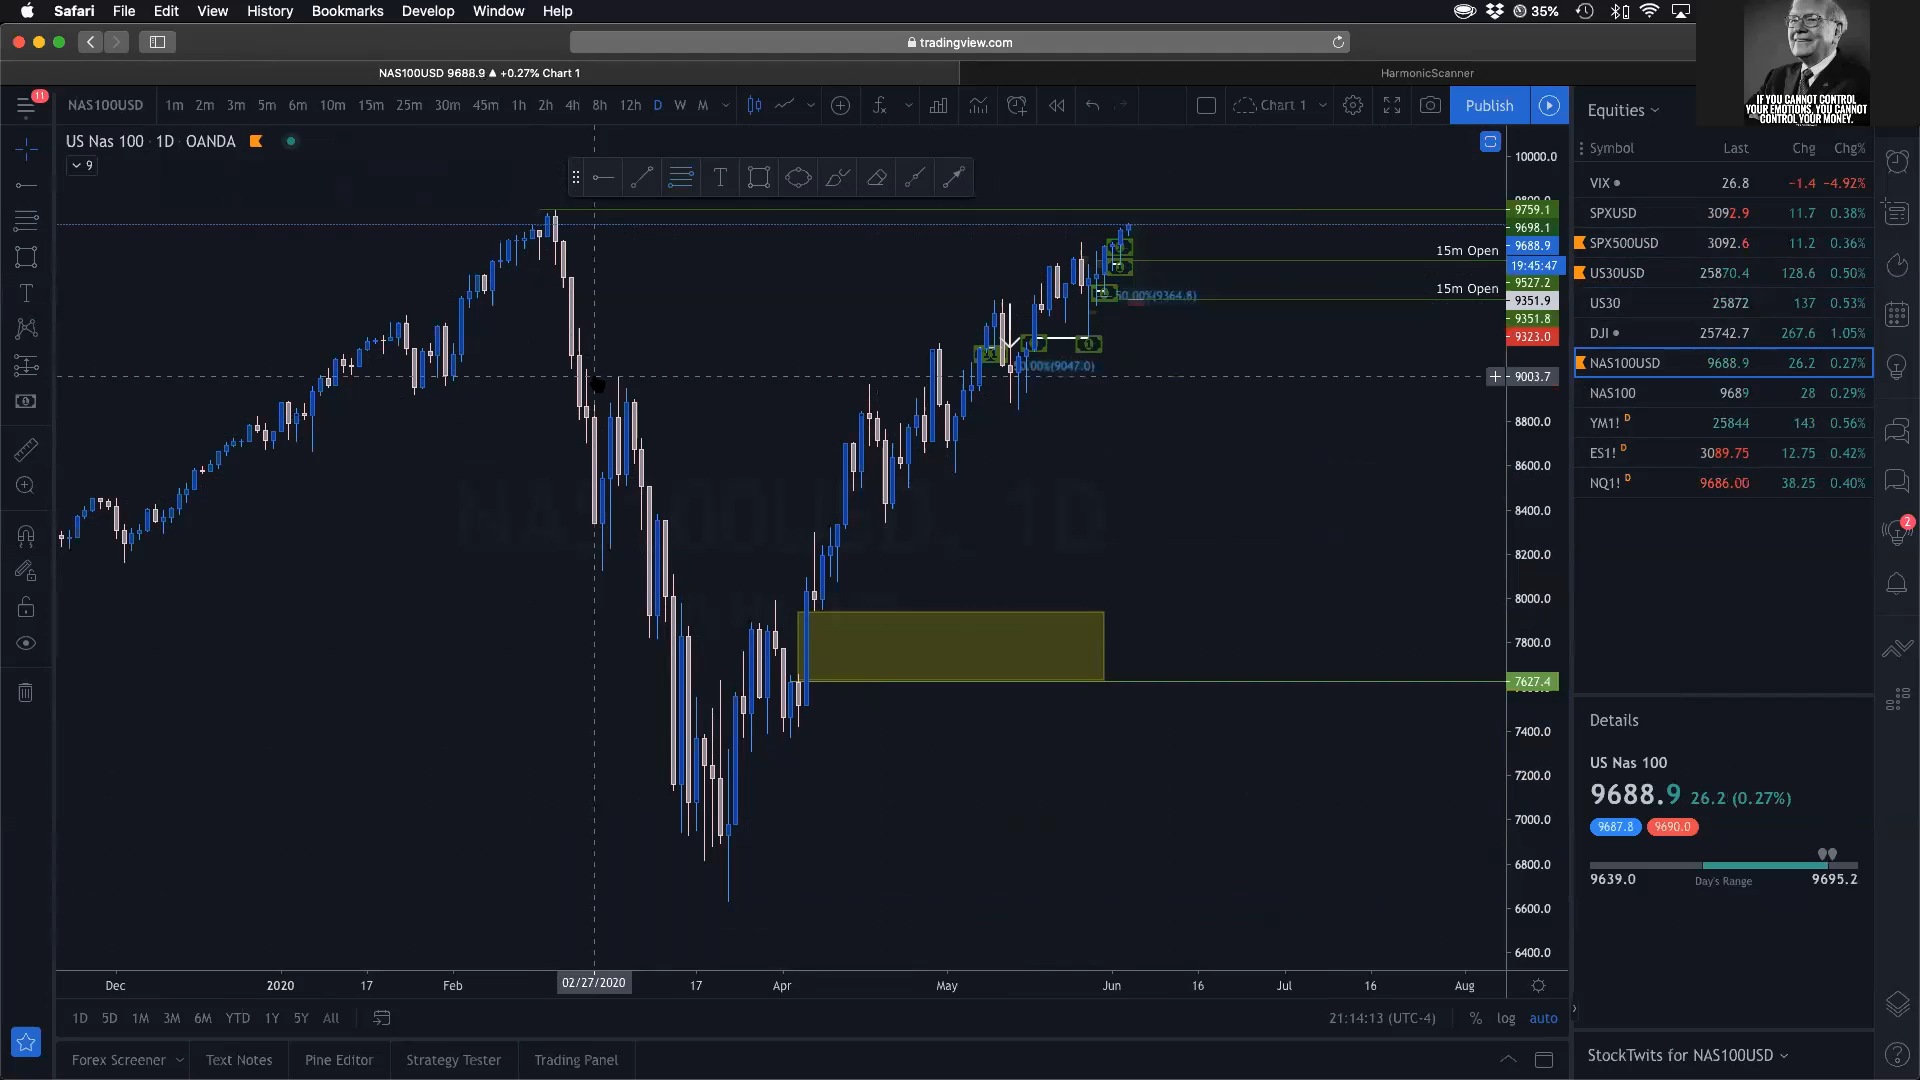 Safari File Edit View History Bookmarks Develop Window Help
35%
tradingview.com
NAS100USD 9688.9 ▲ +0.27% Chart 1
HarmonicScanner
IF YOU CANNOT CONTROL
YOUR EMOTIONS, YOU CANNOT
CONTROL YOUR MONEY.
11
NAS100USD 1m 2m 3m 5m 6m 10m 15m 25m 30m 45m 1h 2h 4h 8h 12h D W M
Chart 1
Publish
Equities
US Nas 100 · 1D · OANDA
9
Symbol Last Chg Chg%
VIX 26.8 −1.4 −4.92%
SPXUSD 3092.9 11.7 0.38%
SPX500USD 3092.6 11.2 0.36%
US30USD 25870.4 128.6 0.50%
US30 25872 137 0.53%
DJI 25742.7 267.6 1.05%
NAS100USD 9688.9 26.2 0.27%
NAS100 9689 28 0.29%
YM1! D 25844 143 0.56%
ES1! D 3089.75 12.75 0.42%
NQ1! D 9686.00 38.25 0.40%
2
10000.0
9759.1
9698.1
9688.9
19:45:47
9527.2
9351.9
9351.8
9323.0
9003.7
8800.0
8600.0
8400.0
8200.0
8000.0
7800.0
7627.4
7400.0
7200.0
7000.0
6800.0
6600.0
6400.0
15m Open
15m Open
50.00%(9364.8)
50.00%(9047.0)
NAS100USD, 1D
Dec 2020 17 Feb 02/27/2020 17 Apr May Jun 16 Jul 16 Aug
1D 5D 1M 3M 6M YTD 1Y 5Y All
21:14:13 (UTC-4) % log auto
Forex Screener Text Notes Pine Editor Strategy Tester Trading Panel
Details
US Nas 100
9688.9 26.2 (0.27%)
9687.8 9690.0
9639.0 Day's Range 9695.2
StockTwits for NAS100USD